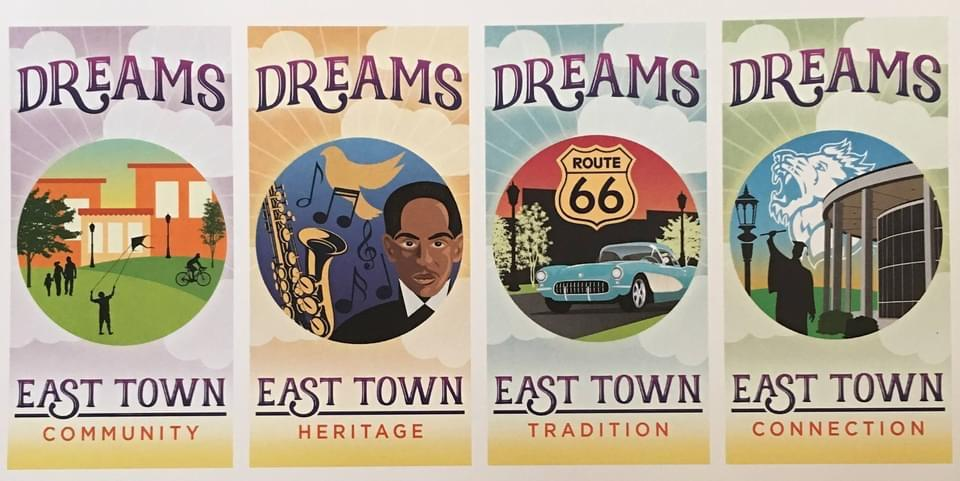 DREAMS
EAST TOWN
COMMUNITY
DREAMS
EAST TOWN
HERITAGE
DREAMS
ROUTE
66
EAST TOWN
TRADITION
DREAMS
EAST TOWN
CONNECTION